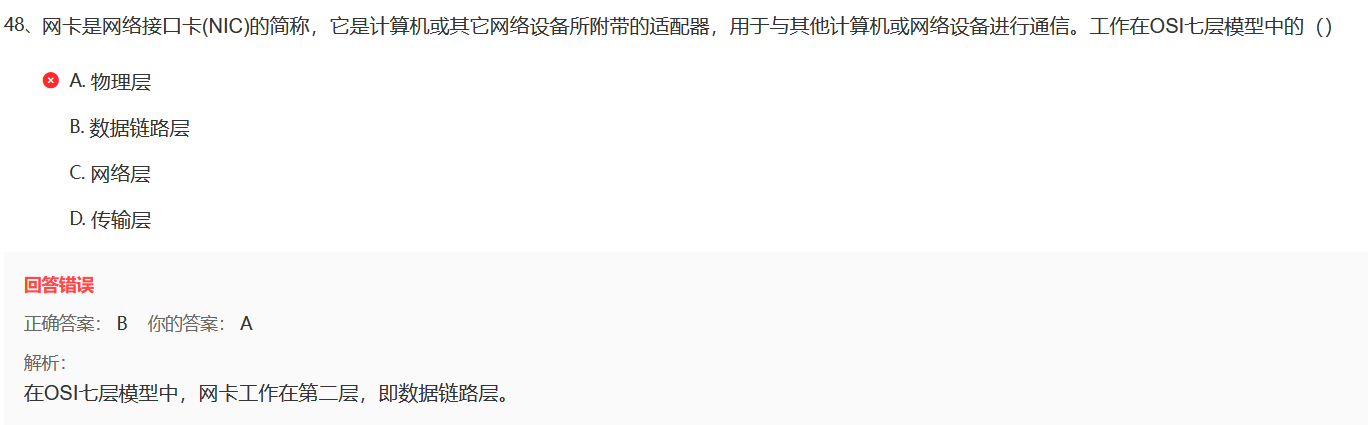 48、网卡是网络接口卡(NIC)的简称，它是计算机或其它网络设备所附带的适配器，用于与其他计算机或网络设备进行通信。工作在OSI七层模型中的（）
A. 物理层
B. 数据链路层
C. 网络层
D. 传输层
回答错误
正确答案： B 你的答案： A
解析：
在OSI七层模型中，网卡工作在第二层，即数据链路层。